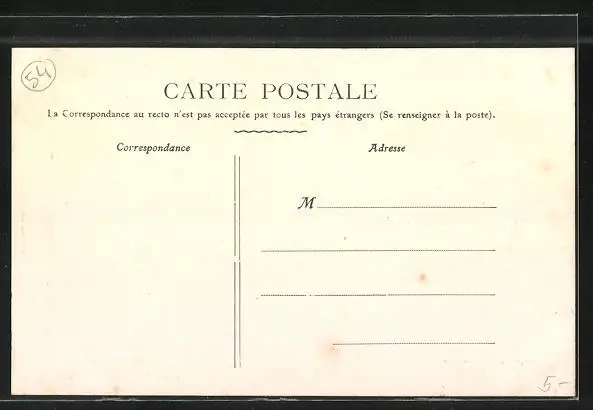 54
CARTE POSTALE
La Correspondance au recto n'est pas acceptée par tous les pays étrangers (Se renseigner à la poste).
Correspondance
Adresse
M
5.-